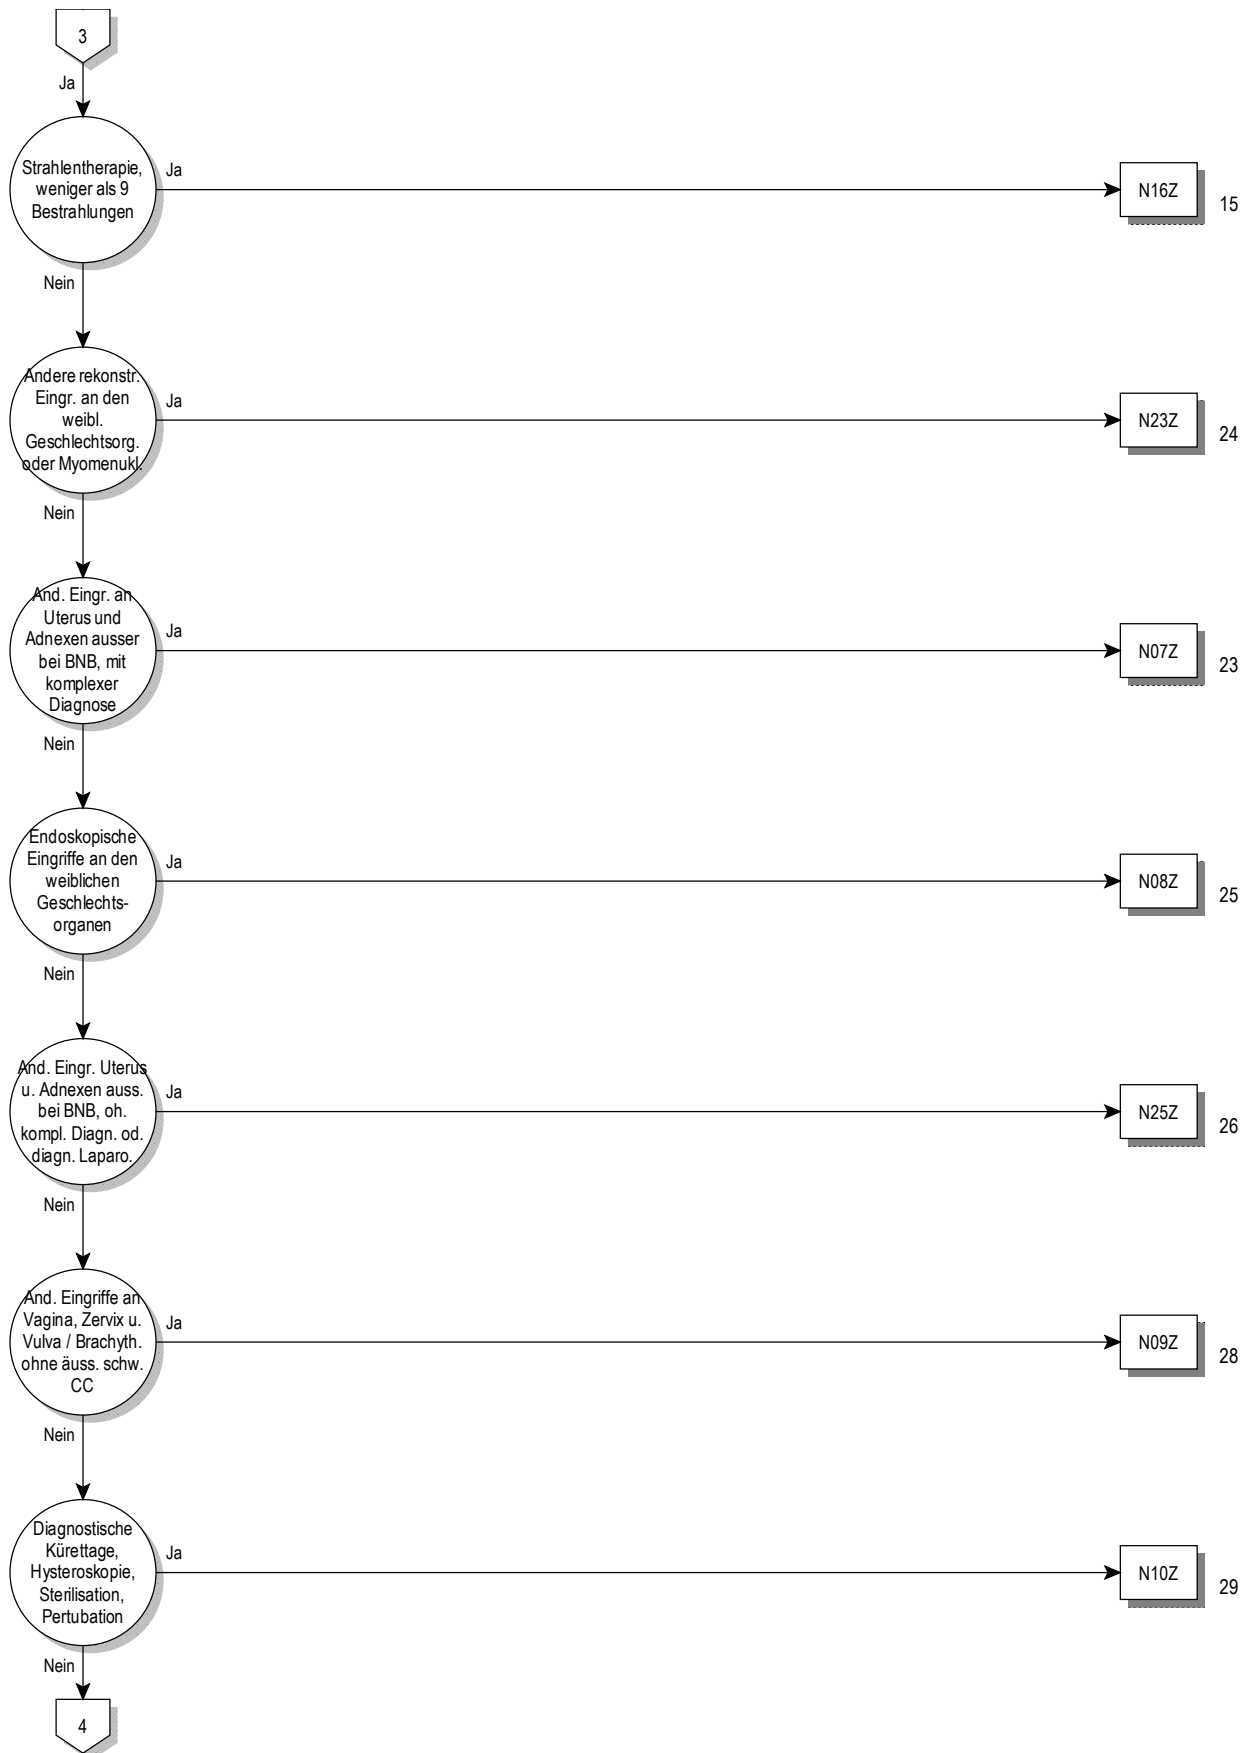 3
Ja
Strahlentherapie,
weniger als 9
Bestrahlungen
Ja
N16Z
15
Nein
Andere rekonstr.
Eingr. an den
weibl.
Geschlechtsorg.
oder Myomenukl.
Ja
N23Z
24
Nein
And. Eingr. an
Uterus und
Adnexen ausser
bei BNB, mit
komplexer
Diagnose
Ja
N07Z
23
Nein
Endoskopische
Eingriffe an den
weiblichen
Geschlechts-
organen
Ja
N08Z
25
Nein
And. Eingr. Uterus
u. Adnexen auss.
bei BNB, oh.
kompl. Diagn. od.
diagn. Laparo.
Ja
N25Z
26
Nein
And. Eingriffe an
Vagina, Zervix u.
Vulva / Brachyth.
ohne äuss. schw.
CC
Ja
N09Z
28
Nein
Diagnostische
Kürettage,
Hysteroskopie,
Sterilisation,
Pertubation
Ja
N10Z
29
Nein
4